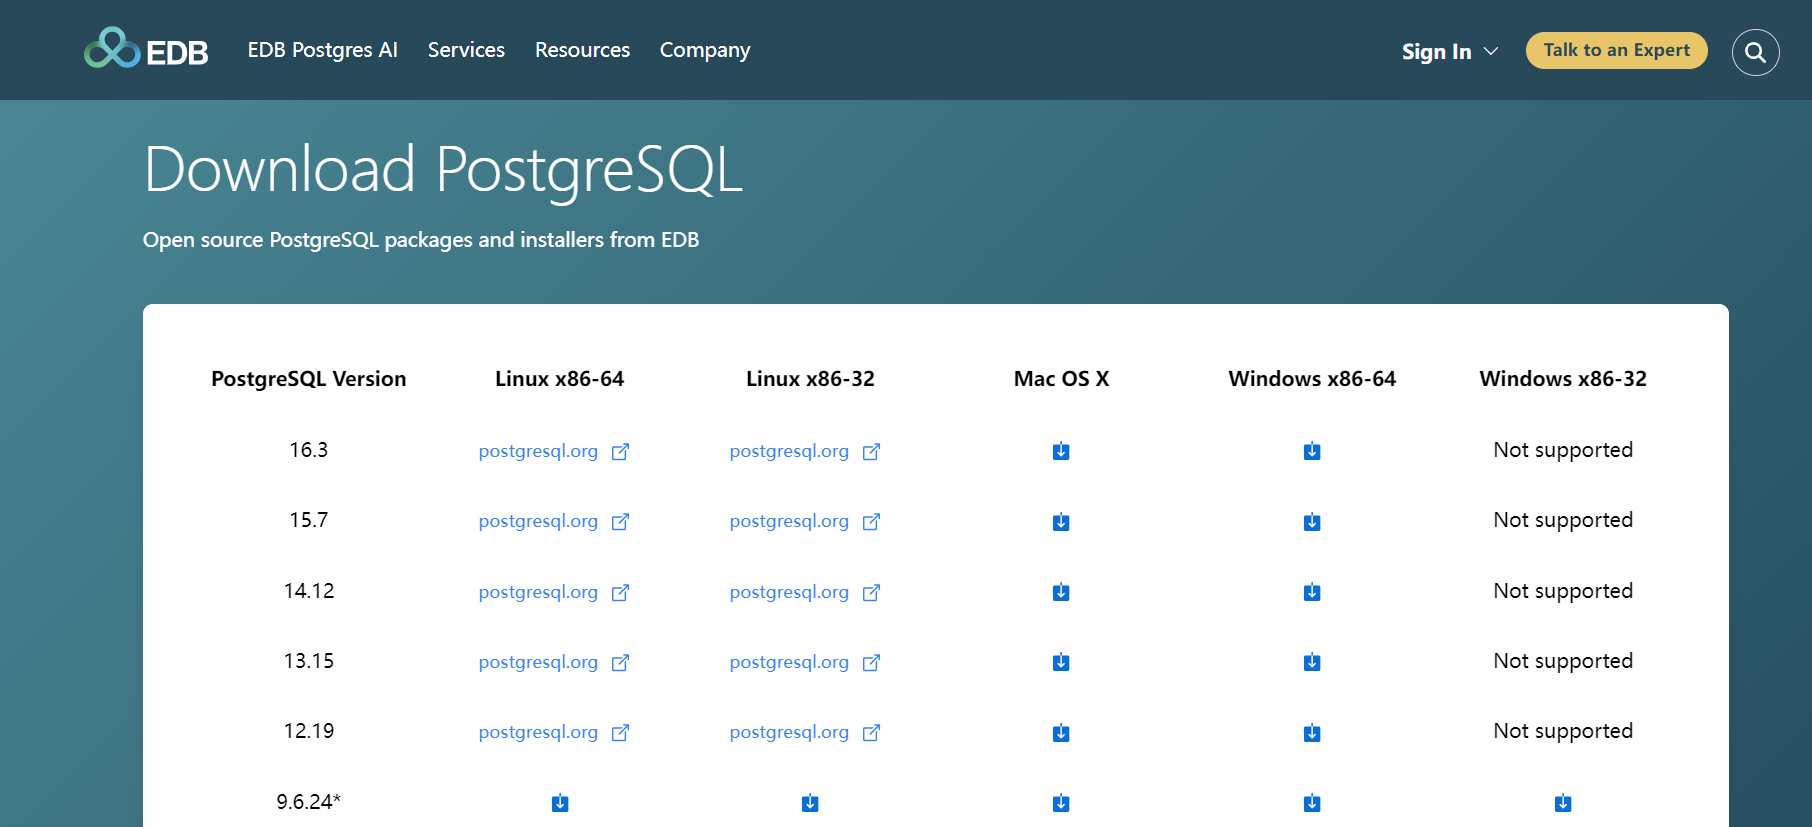 EDB EDB Postgres AI Services Resources Company Sign In Talk to an Expert
Download PostgreSQL
Open source PostgreSQL packages and installers from EDB
PostgreSQL Version Linux x86-64 Linux x86-32 Mac OS X Windows x86-64 Windows x86-32
16.3 postgresql.org postgresql.org Not supported
15.7 postgresql.org postgresql.org Not supported
14.12 postgresql.org postgresql.org Not supported
13.15 postgresql.org postgresql.org Not supported
12.19 postgresql.org postgresql.org Not supported
9.6.24*